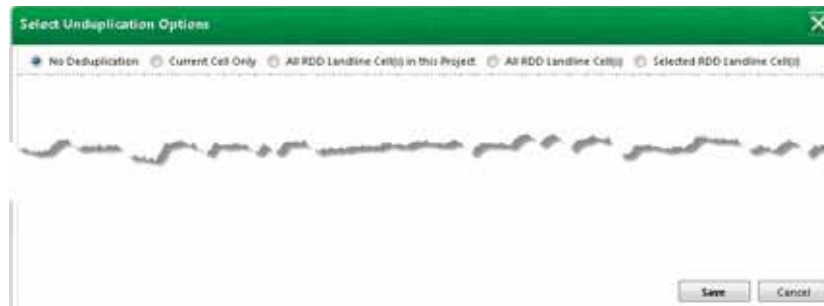 Select Unduplication Options
No Deduplication Current Cell Only All RDD Landline Cell(s) in this Project All RDD Landline Cell(s) Selected RDD Landline Cell(s)
Save Cancel